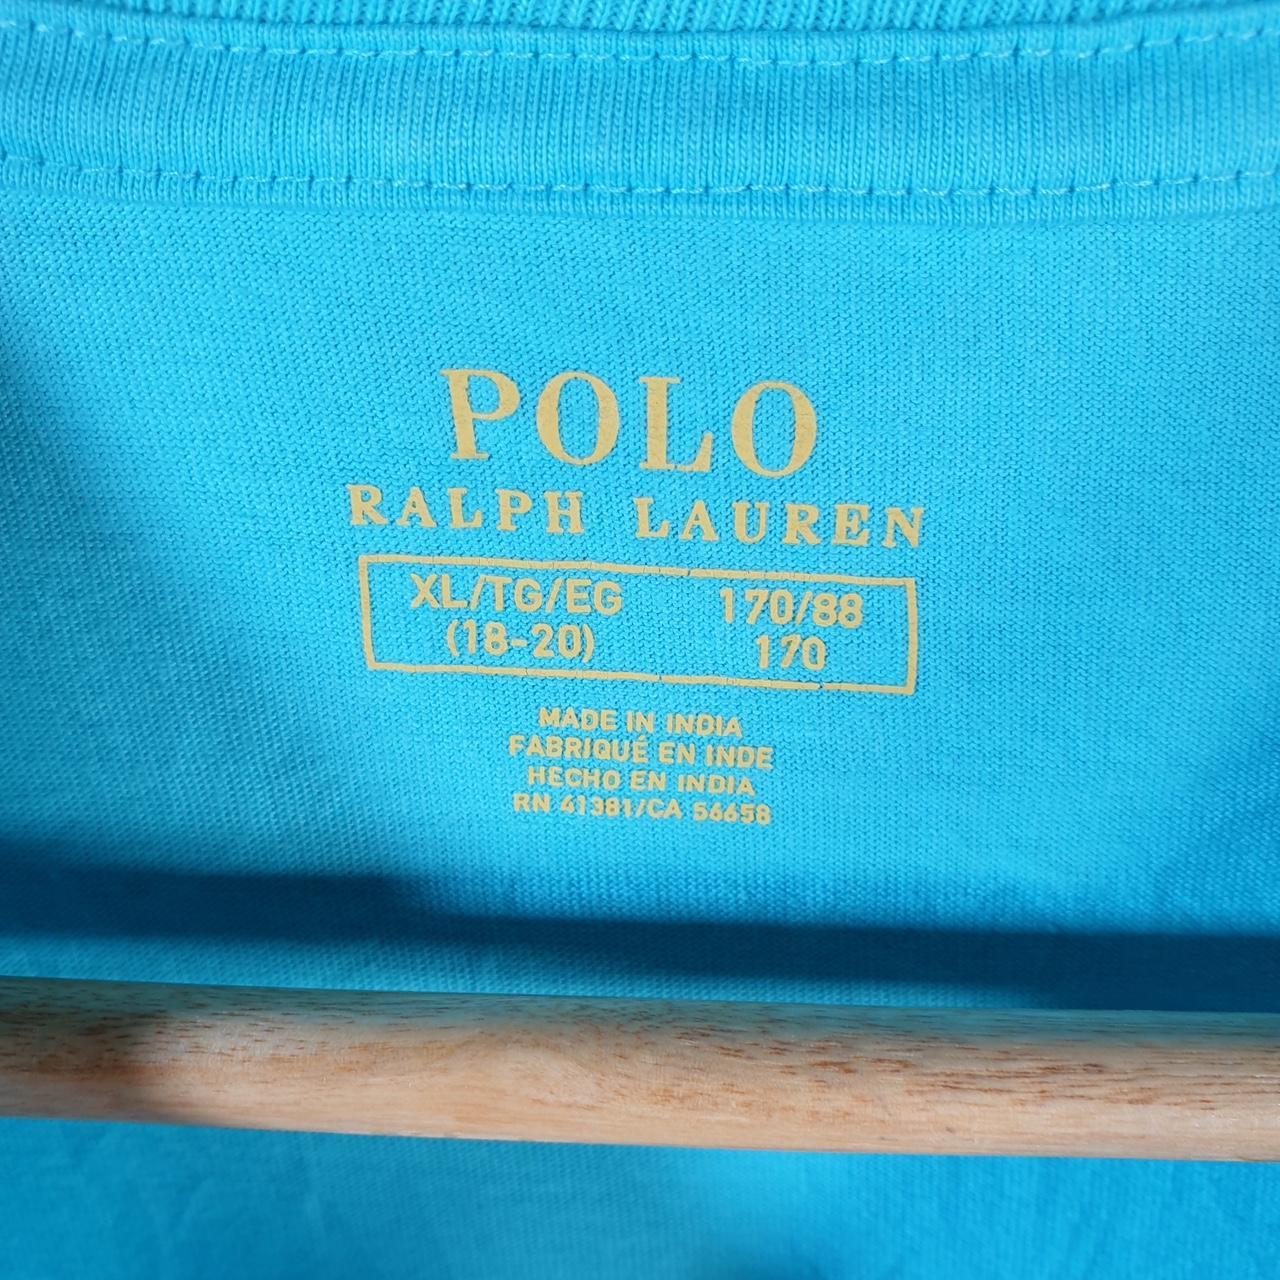 POLO
RALPH LAUREN
XL/TG/EG 170/88
(18-20) 170
MADE IN INDIA
FABRIQUÉ EN INDE
HECHO EN INDIA
RN 41381/CA 56658